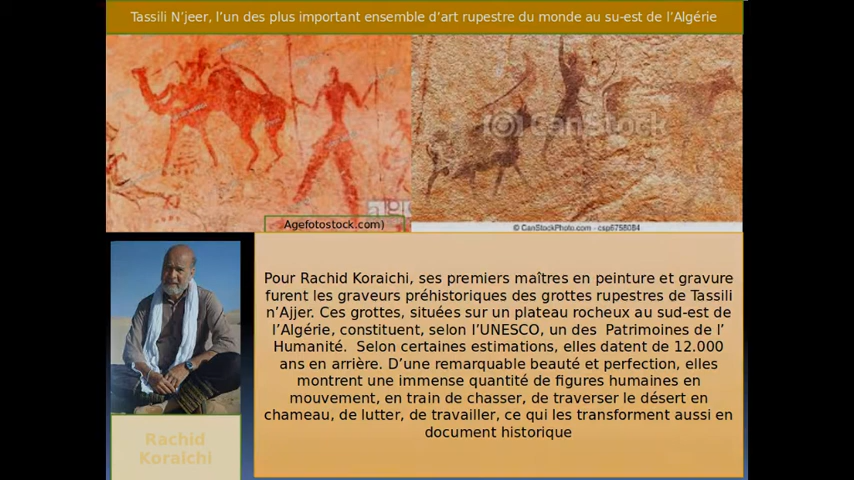 Tassili N’jeer, l’un des plus important ensemble d’art rupestre du monde au su-est de l’Algérie
CanStock
Agefotostock.com)
© CanStockPhoto.com - csp6758084
Pour Rachid Koraichi, ses premiers maîtres en peinture et gravure
furent les graveurs préhistoriques des grottes rupestres de Tassili
n’Ajjer. Ces grottes, situées sur un plateau rocheux au sud-est de
l’Algérie, constituent, selon l’UNESCO, un des Patrimoines de l’
Humanité. Selon certaines estimations, elles datent de 12.000
ans en arrière. D’une remarquable beauté et perfection, elles
montrent une immense quantité de figures humaines en
mouvement, en train de chasser, de traverser le désert en
chameau, de lutter, de travailler, ce qui les transforment aussi en
document historique
Rachid
Koraichi